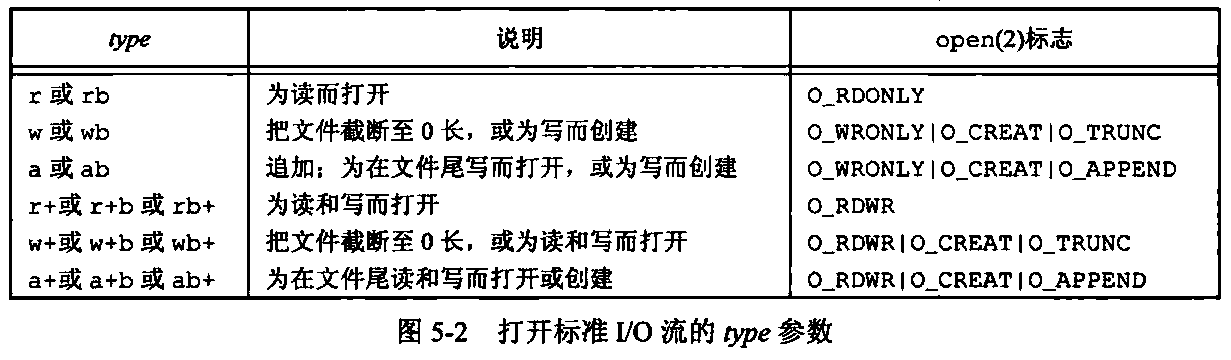 type 说明 open(2)标志
r 或 rb 为读而打开 O_RDONLY
w 或 wb 把文件截断至 0 长，或为写而创建 O_WRONLY|O_CREAT|O_TRUNC
a 或 ab 追加；为在文件尾写而打开，或为写而创建 O_WRONLY|O_CREAT|O_APPEND
r+或 r+b 或 rb+ 为读和写而打开 O_RDWR
w+或 w+b 或 wb+ 把文件截断至 0 长，或为读和写而打开 O_RDWR|O_CREAT|O_TRUNC
a+或 a+b 或 ab+ 为在文件尾读和写而打开或创建 O_RDWR|O_CREAT|O_APPEND
图 5-2 打开标准 I/O 流的 type 参数